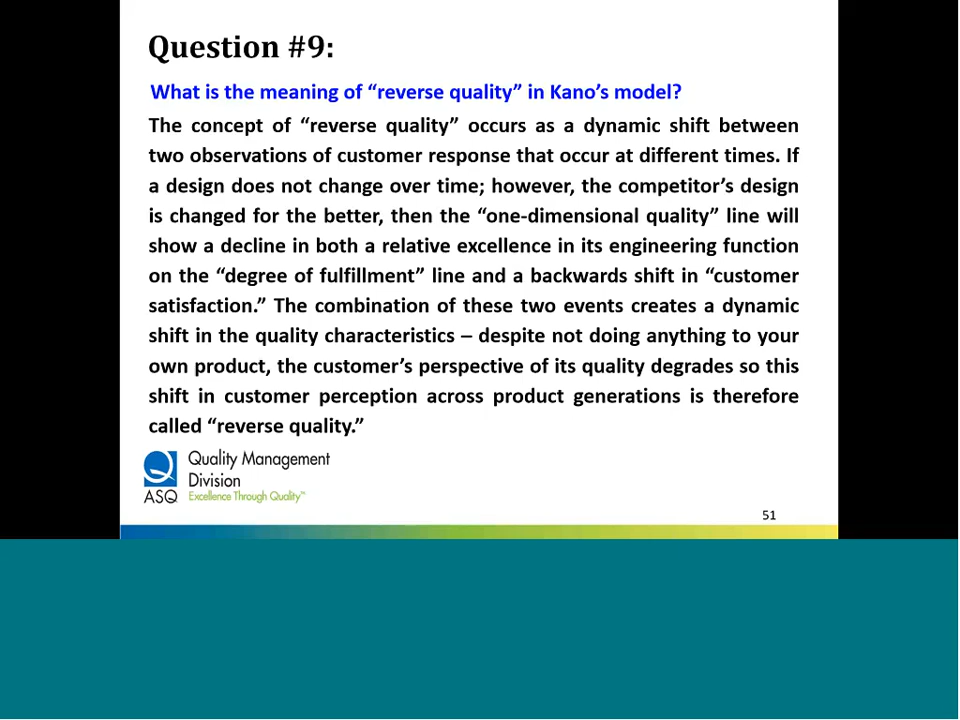 Question #9:
What is the meaning of “reverse quality” in Kano’s model?
The concept of “reverse quality” occurs as a dynamic shift between
two observations of customer response that occur at different times. If
a design does not change over time; however, the competitor’s design
is changed for the better, then the “one-dimensional quality” line will
show a decline in both a relative excellence in its engineering function
on the “degree of fulfillment” line and a backwards shift in “customer
satisfaction.” The combination of these two events creates a dynamic
shift in the quality characteristics – despite not doing anything to your
own product, the customer’s perspective of its quality degrades so this
shift in customer perception across product generations is therefore
called “reverse quality.”
Quality Management
Division
ASQ Excellence Through Quality™
51